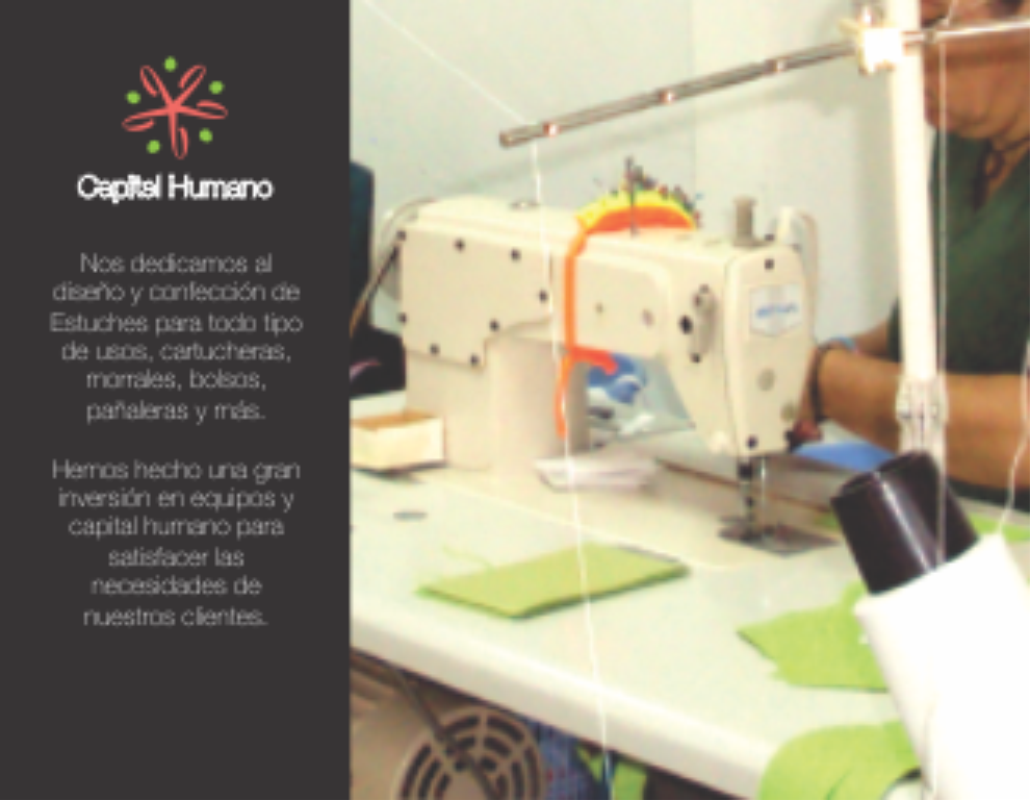 Capital Humano
Nos dedicamos al
diseño y confección de
Estuches para todo tipo
de usos, cartucheras,
morrales, bolsos,
pañaleras y más.
Hemos hecho una gran
inversión en equipos y
capital humano para
satisfacer las
necesidades de
nuestros clientes.